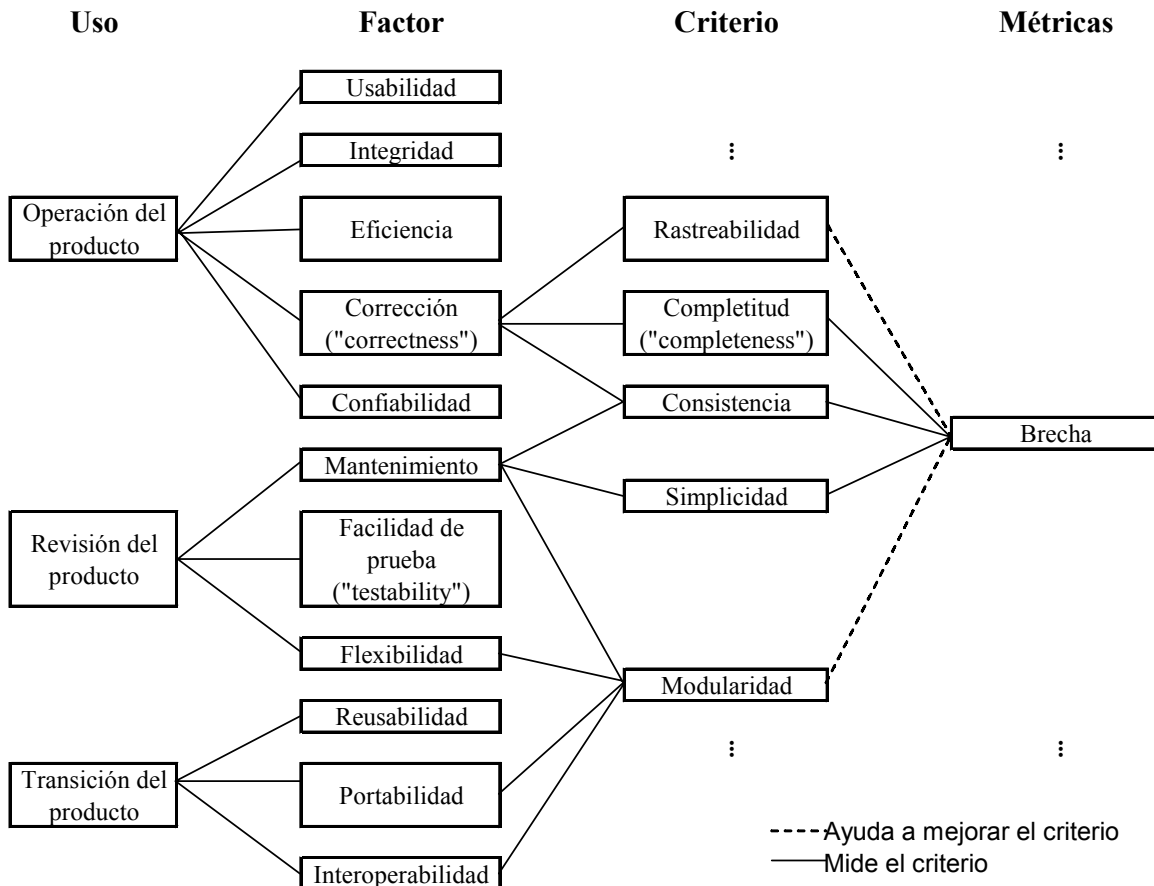 Uso
Factor
Criterio
Métricas
Usabilidad
Integridad
Operación del
producto
Eficiencia
Rastreabilidad
Corrección
("correctness")
Completitud
("completeness")
Confiabilidad
Consistencia
Brecha
Mantenimiento
Simplicidad
Revisión del
producto
Facilidad de
prueba
("testability")
Flexibilidad
Modularidad
Reusabilidad
Transición del
producto
Portabilidad
Interoperabilidad
Ayuda a mejorar el criterio
Mide el criterio